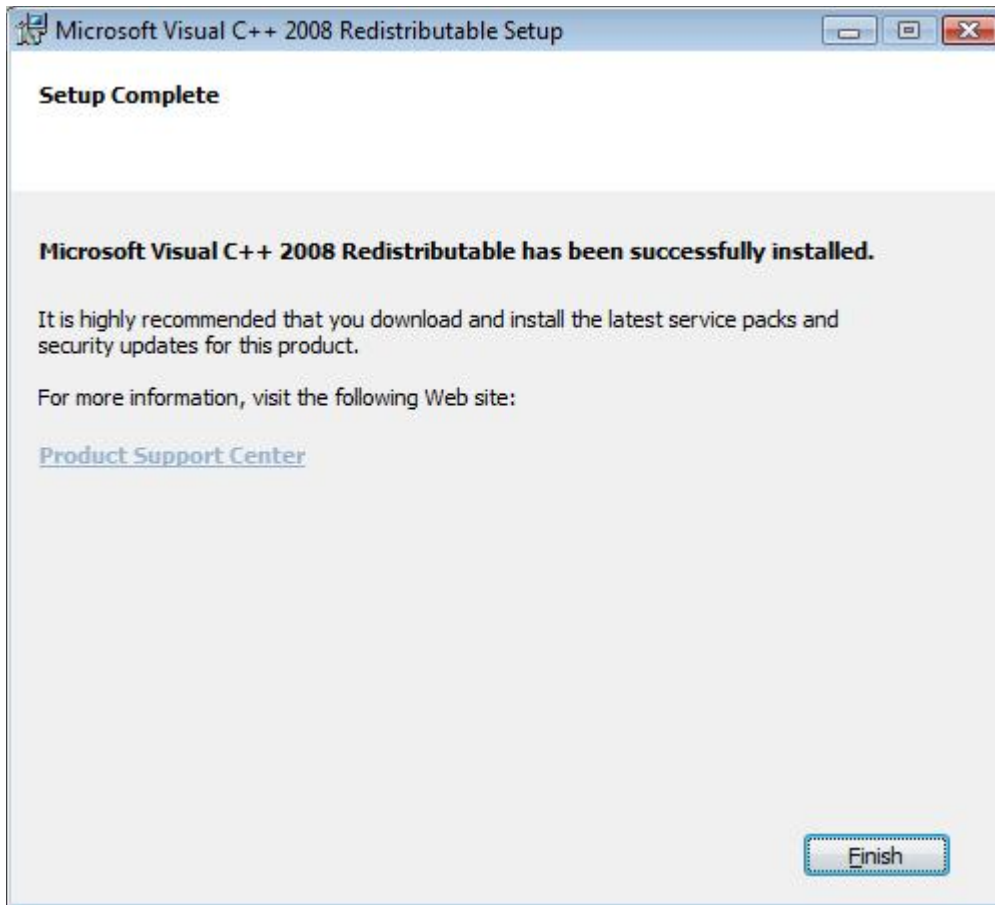 Microsoft Visual C++ 2008 Redistributable Setup
Setup Complete
Microsoft Visual C++ 2008 Redistributable has been successfully installed.
It is highly recommended that you download and install the latest service packs and
security updates for this product.
For more information, visit the following Web site:
Product Support Center
Finish